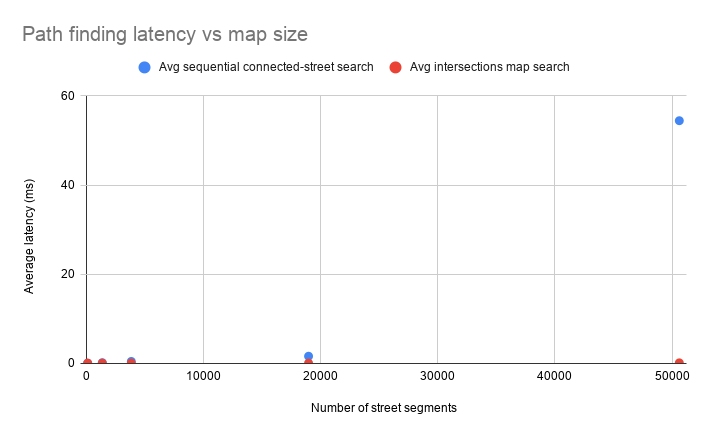 Path finding latency vs map size
Avg sequential connected-street search
Avg intersections map search
60
40
20
0
Average latency (ms)
0
10000
20000
30000
40000
50000
Number of street segments